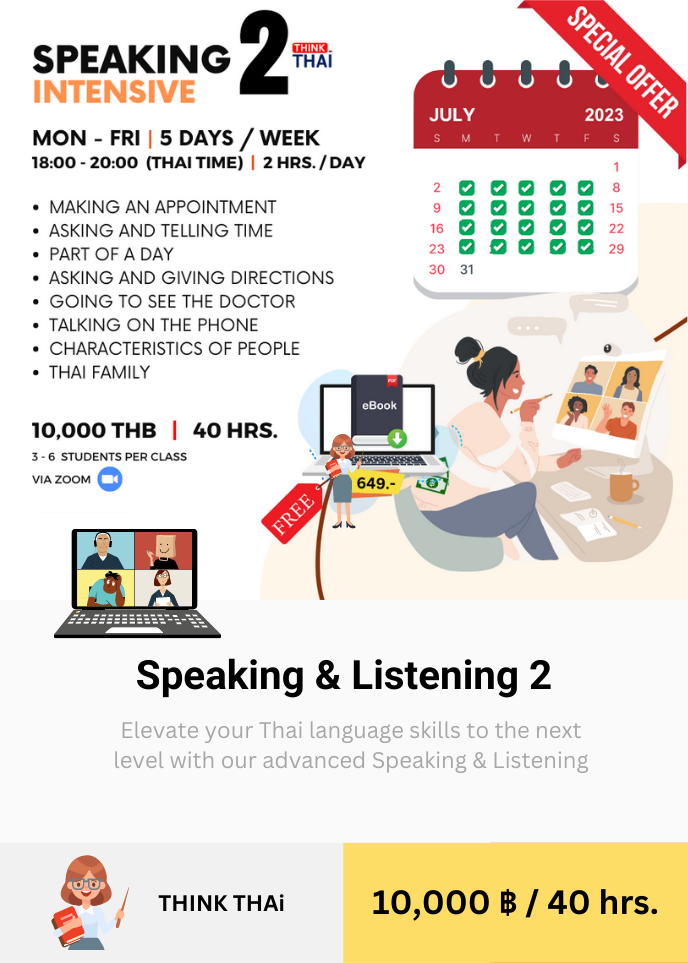 SPEAKING 2
INTENSIVE
THINK
THAi
SPECIAL OFFER
MON - FRI | 5 DAYS / WEEK
18:00 - 20:00 (THAI TIME) | 2 HRS. / DAY
JULY 2023
S M T W T F S
1
2 8
9 15
16 22
23 29
30 31
• MAKING AN APPOINTMENT
• ASKING AND TELLING TIME
• PART OF A DAY
• ASKING AND GIVING DIRECTIONS
• GOING TO SEE THE DOCTOR
• TALKING ON THE PHONE
• CHARACTERISTICS OF PEOPLE
• THAI FAMILY
10,000 THB | 40 HRS.
3 - 6 STUDENTS PER CLASS
VIA ZOOM
PDF
eBook
649.-
FREE
Speaking & Listening 2
Elevate your Thai language skills to the next
level with our advanced Speaking & Listening
THINK THAi
10,000 ฿ / 40 hrs.